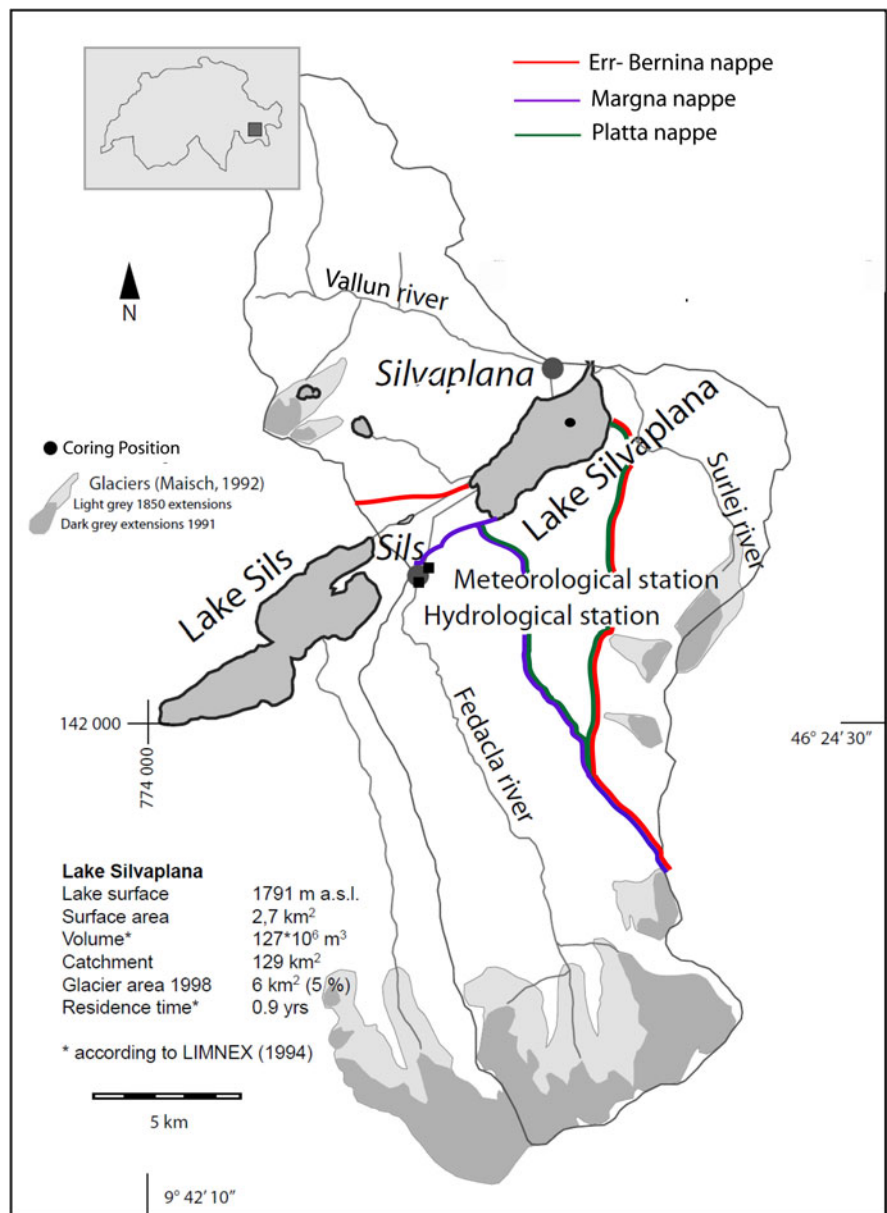 Err- Bernina nappe
Margna nappe
Platta nappe
Vallun river
N
Silvaplana
Coring Position
Glaciers (Maisch, 1992)
Light grey 1850 extensions
Dark grey extensions 1991
Lake Silvaplana
Surlej river
Lake Sils
Sils
Meteorological station
Hydrological station
Fedacla river
142 000
774 000
46° 24' 30"
Lake Silvaplana
Lake surface 1791 m a.s.l.
Surface area 2,7 km²
Volume* 127*10⁶ m³
Catchment 129 km²
Glacier area 1998 6 km² (5 %)
Residence time* 0.9 yrs
* according to LIMNEX (1994)
5 km
9° 42' 10"